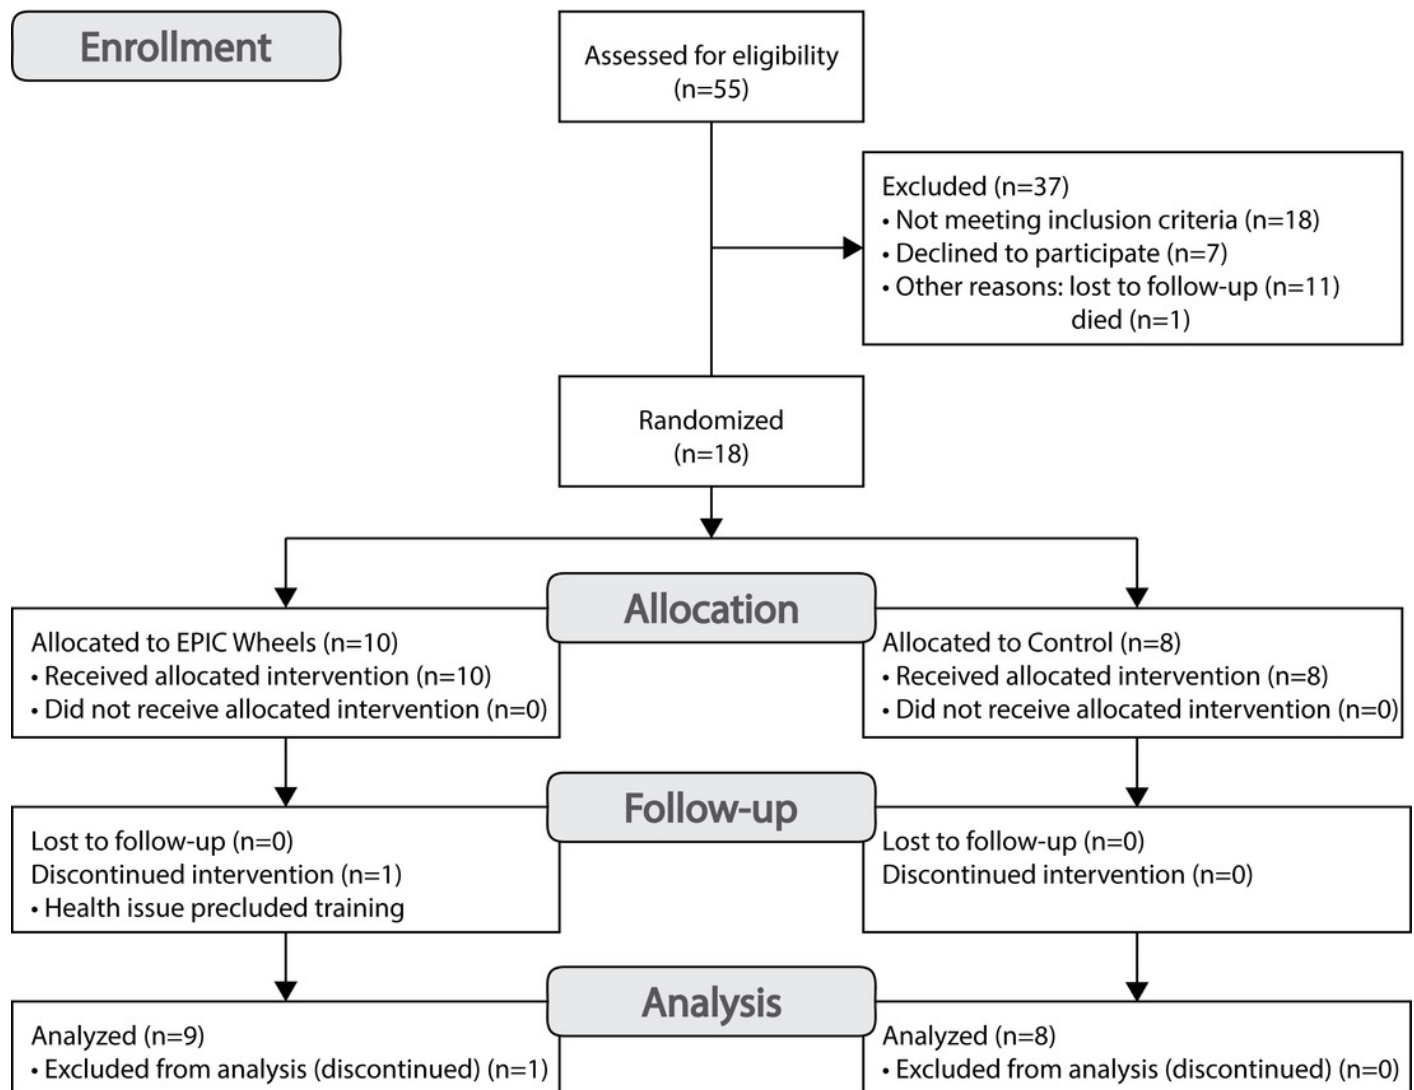 Enrollment
Assessed for eligibility
(n=55)
Excluded (n=37)
• Not meeting inclusion criteria (n=18)
• Declined to participate (n=7)
• Other reasons: lost to follow-up (n=11)
died (n=1)
Randomized
(n=18)
Allocation
Allocated to EPIC Wheels (n=10)
• Received allocated intervention (n=10)
• Did not receive allocated intervention (n=0)
Allocated to Control (n=8)
• Received allocated intervention (n=8)
• Did not receive allocated intervention (n=0)
Follow-up
Lost to follow-up (n=0)
Discontinued intervention (n=1)
• Health issue precluded training
Lost to follow-up (n=0)
Discontinued intervention (n=0)
Analysis
Analyzed (n=9)
• Excluded from analysis (discontinued) (n=1)
Analyzed (n=8)
• Excluded from analysis (discontinued) (n=0)